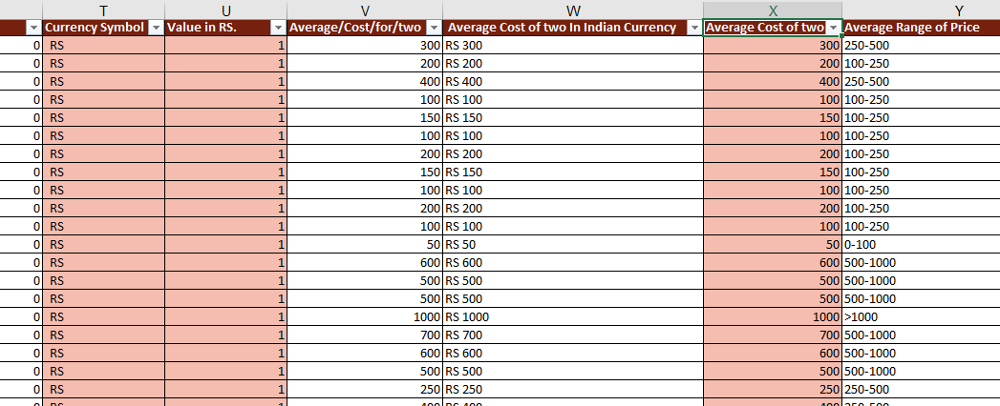 T U V W X Y
Currency Symbol Value in RS. Average/Cost/for/two Average Cost of two In Indian Currency Average Cost of two Average Range of Price
0 RS 1 300 RS 300 300 250-500
0 RS 1 200 RS 200 200 100-250
0 RS 1 400 RS 400 400 250-500
0 RS 1 100 RS 100 100 100-250
0 RS 1 150 RS 150 150 100-250
0 RS 1 100 RS 100 100 100-250
0 RS 1 200 RS 200 200 100-250
0 RS 1 150 RS 150 150 100-250
0 RS 1 100 RS 100 100 100-250
0 RS 1 200 RS 200 200 100-250
0 RS 1 100 RS 100 100 100-250
0 RS 1 50 RS 50 50 0-100
0 RS 1 600 RS 600 600 500-1000
0 RS 1 500 RS 500 500 500-1000
0 RS 1 500 RS 500 500 500-1000
0 RS 1 1000 RS 1000 1000 >1000
0 RS 1 700 RS 700 700 500-1000
0 RS 1 600 RS 600 600 500-1000
0 RS 1 500 RS 500 500 500-1000
0 RS 1 250 RS 250 250 250-500